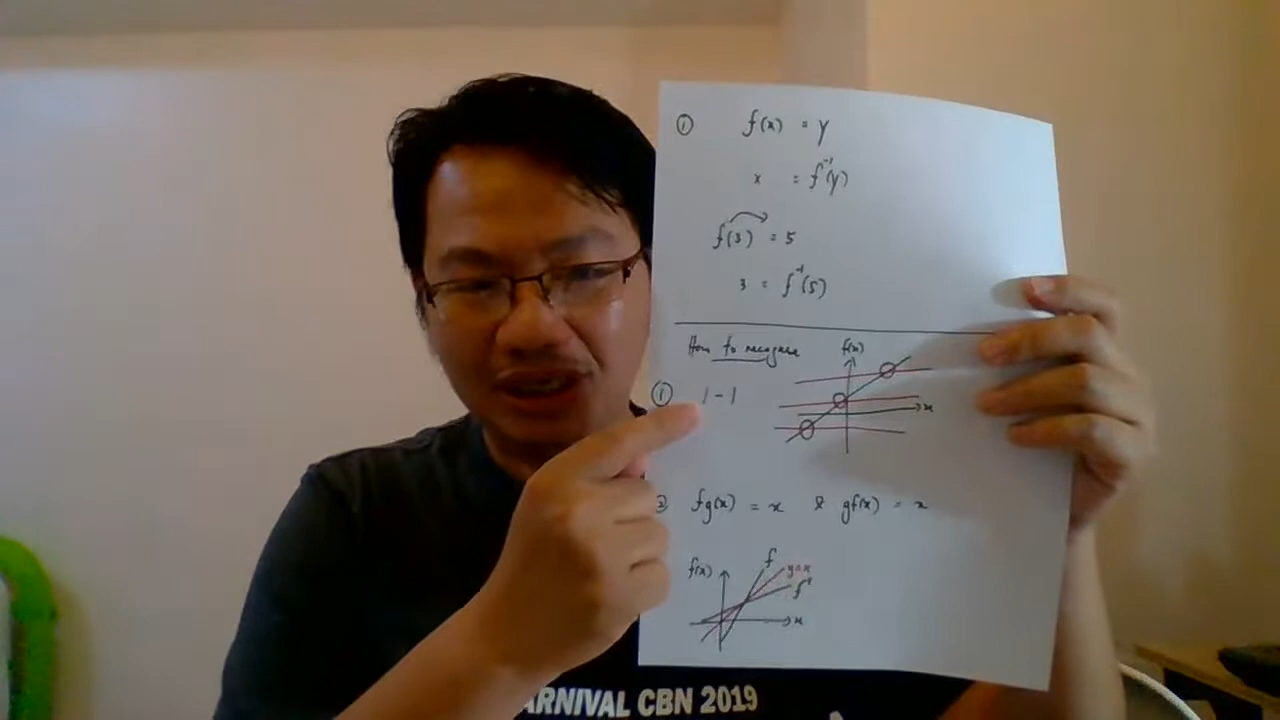 ① f(x) = y
x = f⁻¹(y)
f(3) = 5
3 = f⁻¹(5)
How to recognise
f(x)
① 1-1
x
② fg(x) = x & gf(x) = x
f(x)
f
y=x
f⁻¹
x
ARNIVAL CBN 2019